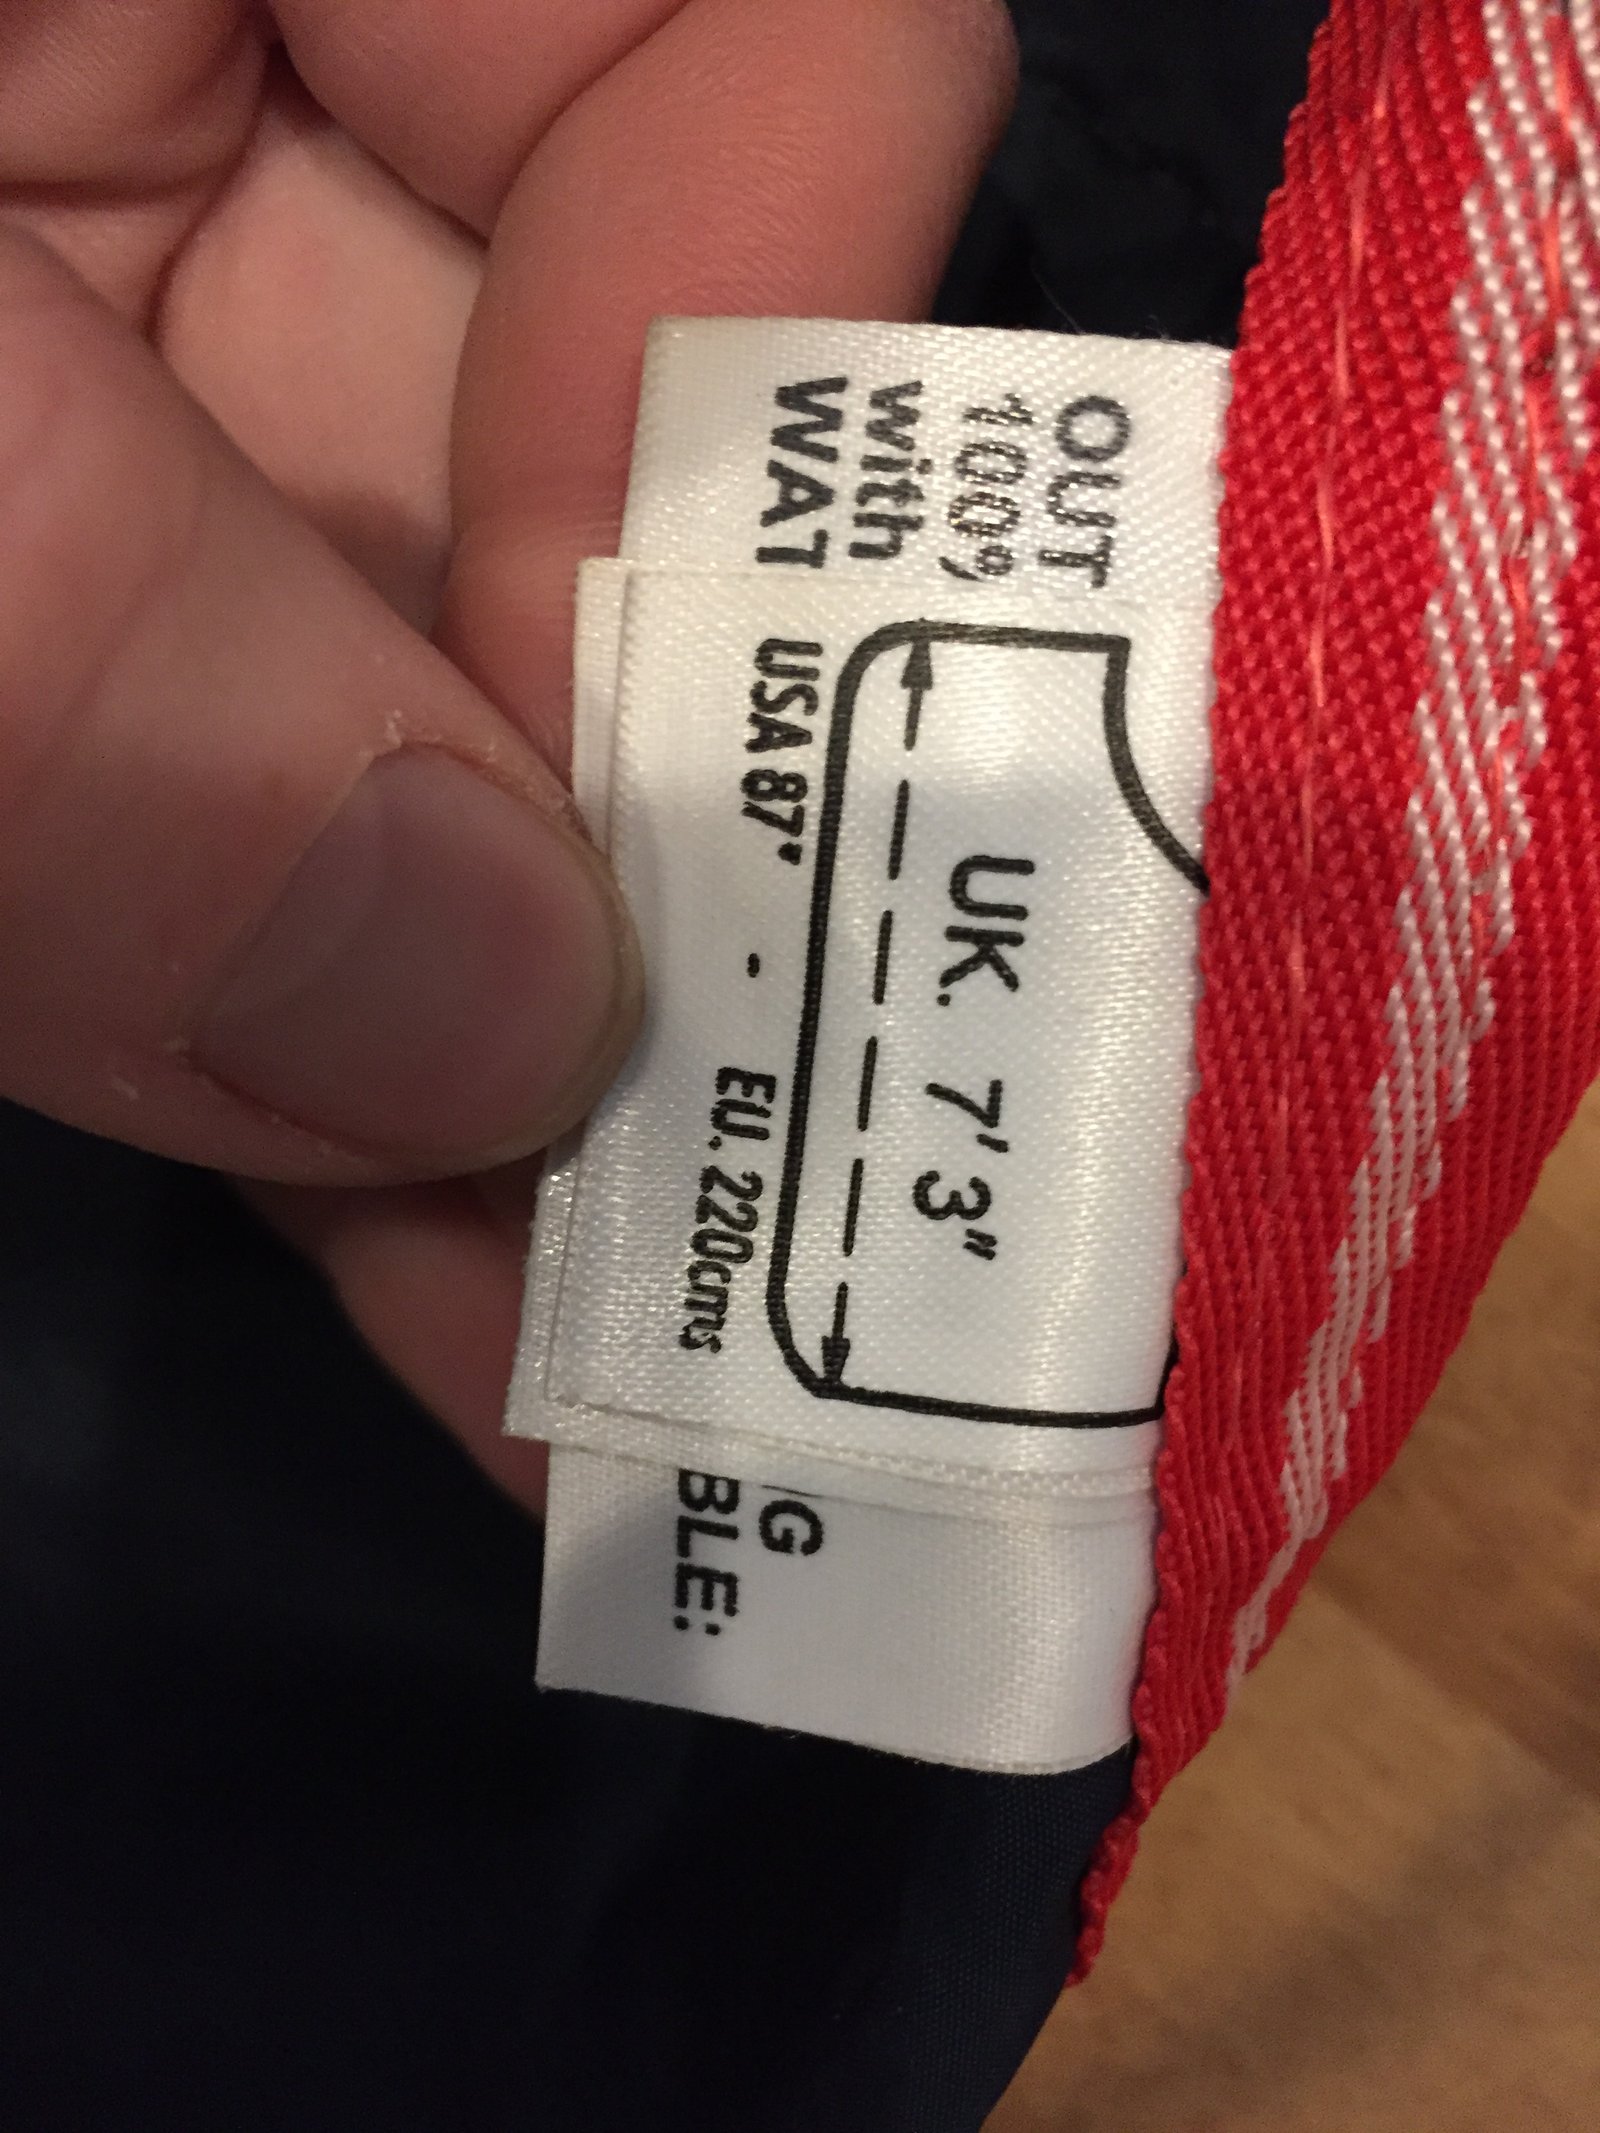 OUT
100%
with
WAT
UK. 7' 3"
USA 87" - EU. 220cms
G
BLE: